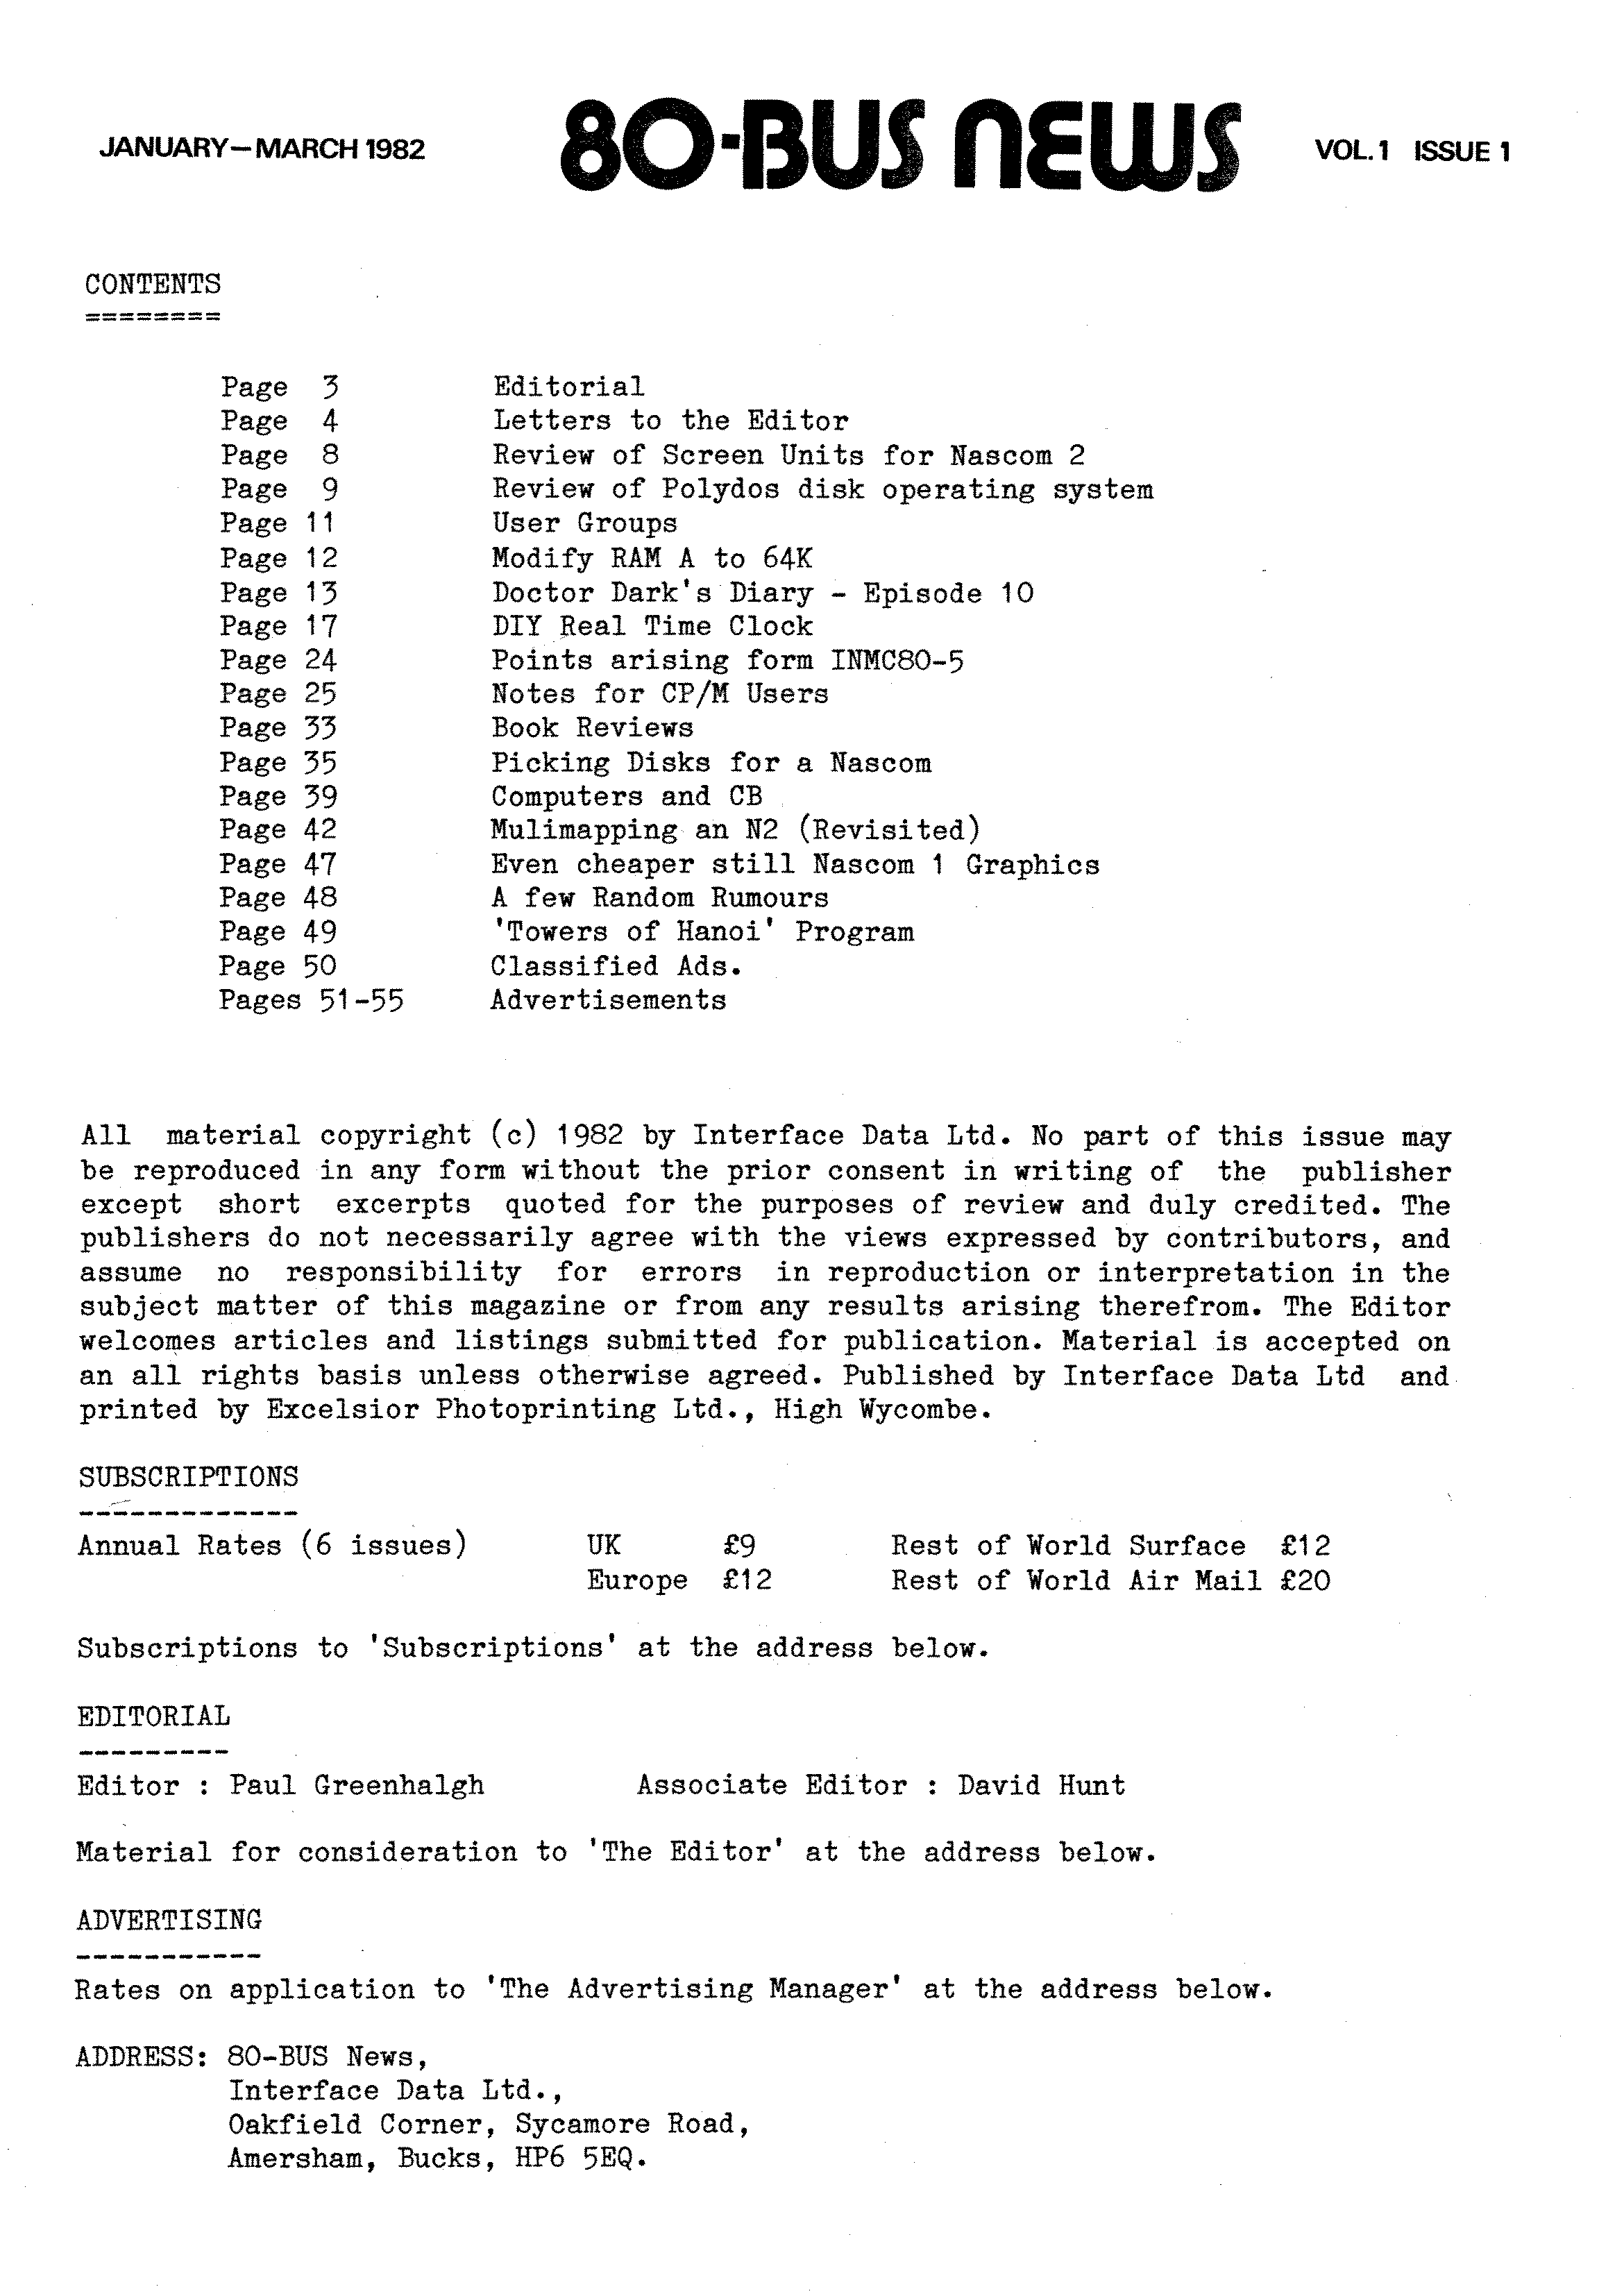 JANUARY–MARCH 1982 80-BUS NEWS VOL.1 ISSUE 1
CONTENTS
========
Page 3 Editorial
Page 4 Letters to the Editor
Page 8 Review of Screen Units for Nascom 2
Page 9 Review of Polydos disk operating system
Page 11 User Groups
Page 12 Modify RAM A to 64K
Page 13 Doctor Dark's Diary - Episode 10
Page 17 DIY Real Time Clock
Page 24 Points arising form INMC80-5
Page 25 Notes for CP/M Users
Page 33 Book Reviews
Page 35 Picking Disks for a Nascom
Page 39 Computers and CB
Page 42 Mulimapping an N2 (Revisited)
Page 47 Even cheaper still Nascom 1 Graphics
Page 48 A few Random Rumours
Page 49 'Towers of Hanoi' Program
Page 50 Classified Ads.
Pages 51-55 Advertisements
All material copyright (c) 1982 by Interface Data Ltd. No part of this issue may
be reproduced in any form without the prior consent in writing of the publisher
except short excerpts quoted for the purposes of review and duly credited. The
publishers do not necessarily agree with the views expressed by contributors, and
assume no responsibility for errors in reproduction or interpretation in the
subject matter of this magazine or from any results arising therefrom. The Editor
welcomes articles and listings submitted for publication. Material is accepted on
an all rights basis unless otherwise agreed. Published by Interface Data Ltd and
printed by Excelsior Photoprinting Ltd., High Wycombe.
SUBSCRIPTIONS
-------------
Annual Rates (6 issues) UK £9 Rest of World Surface £12
Europe £12 Rest of World Air Mail £20
Subscriptions to 'Subscriptions' at the address below.
EDITORIAL
---------
Editor : Paul Greenhalgh Associate Editor : David Hunt
Material for consideration to 'The Editor' at the address below.
ADVERTISING
-----------
Rates on application to 'The Advertising Manager' at the address below.
ADDRESS: 80-BUS News,
Interface Data Ltd.,
Oakfield Corner, Sycamore Road,
Amersham, Bucks, HP6 5EQ.